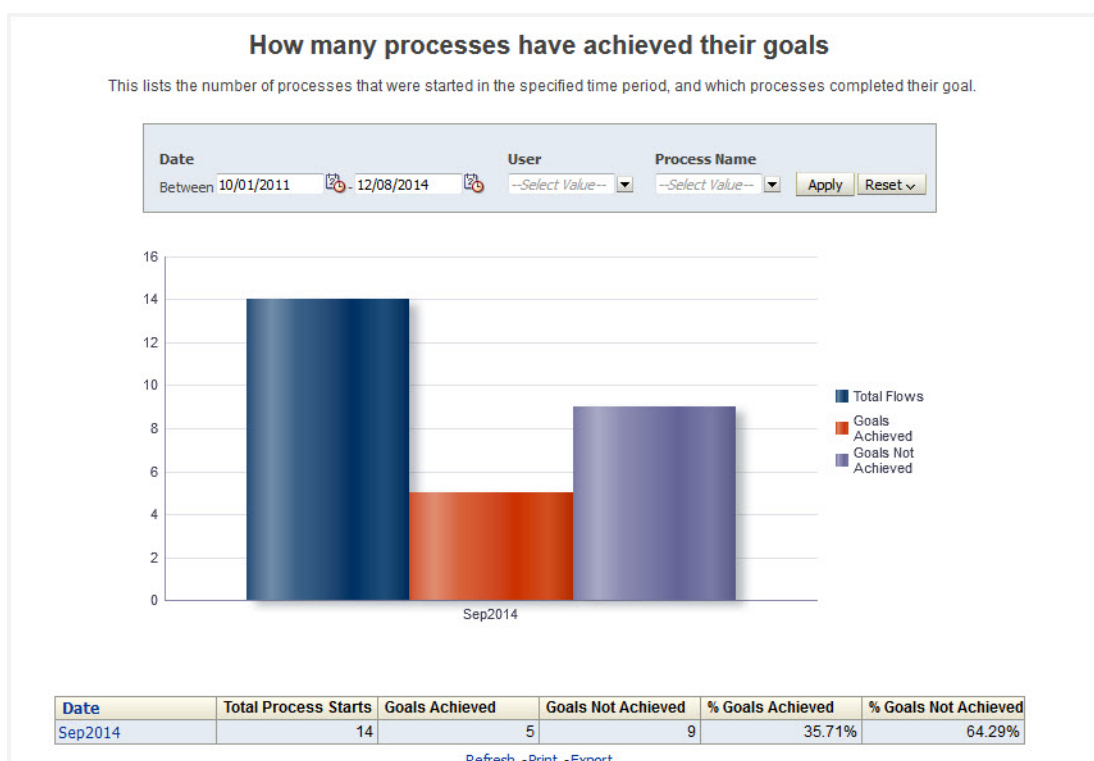 How many processes have achieved their goals
This lists the number of processes that were started in the specified time period, and which processes completed their goal.
Date User Process Name
Between 10/01/2011 - 12/08/2014 --Select Value-- --Select Value-- Apply Reset
16
14
12
10
8
6
4
2
0
Sep2014
Total Flows
Goals
Achieved
Goals Not
Achieved
Date Total Process Starts Goals Achieved Goals Not Achieved % Goals Achieved % Goals Not Achieved
Sep2014 14 5 9 35.71% 64.29%
Refresh - Print - Export